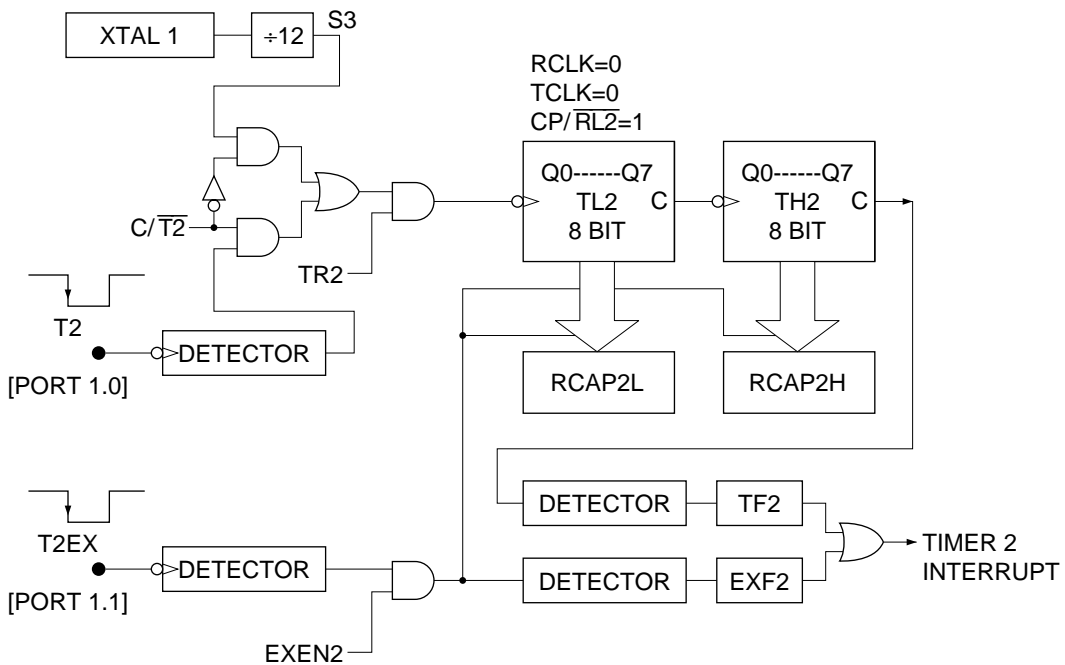 XTAL 1
÷12
S3
RCLK=0
TCLK=0
CP/R̅L̅2̅=1
Q0------Q7
TL2
8 BIT
C
Q0------Q7
TH2
8 BIT
C
C/T̅2̅
TR2
T2
DETECTOR
[PORT 1.0]
RCAP2L
RCAP2H
DETECTOR
TF2
T2EX
DETECTOR
[PORT 1.1]
DETECTOR
EXF2
TIMER 2
INTERRUPT
EXEN2